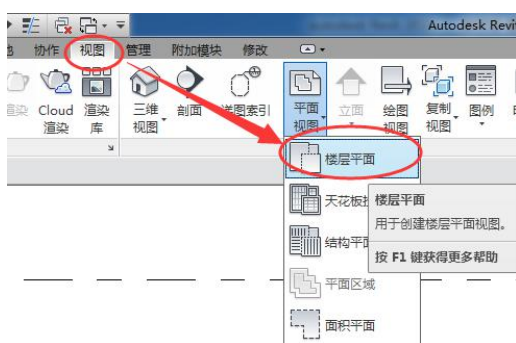 Autodesk Revi
协作 视图 管理 附加模块 修改
Cloud 渲染 三维 剖面 图索引 平面 立面 绘图 复制 图例
渲染 库 视图 视图 视图 视图
楼层平面
天花板 楼层平面
用于创建楼层平面视图。
结构平面
按 F1 键获得更多帮助
平面区域
面积平面